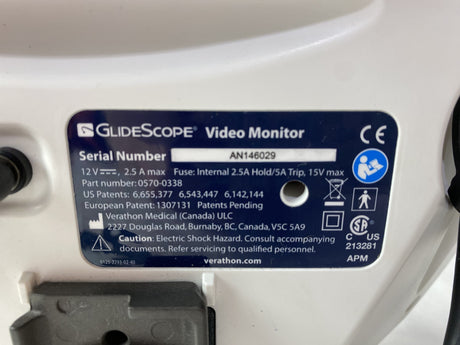 GLIDESCOPE® Video Monitor
Serial Number AN146029
12 V 2.5 A max Fuse: Internal 2.5A Hold/5A Trip, 15V max
Part number: 0570-0338
US Patents: 6,655,377 6,543,447 6,142,144
European Patent: 1307131 Patents Pending
Verathon Medical (Canada) ULC
2227 Douglas Road, Burnaby, BC, Canada, V5C 5A9
Caution: Electric Shock Hazard. Consult accompanying
documents. Refer servicing to qualified personnel.
verathon.com
CE
C US
213281
APM